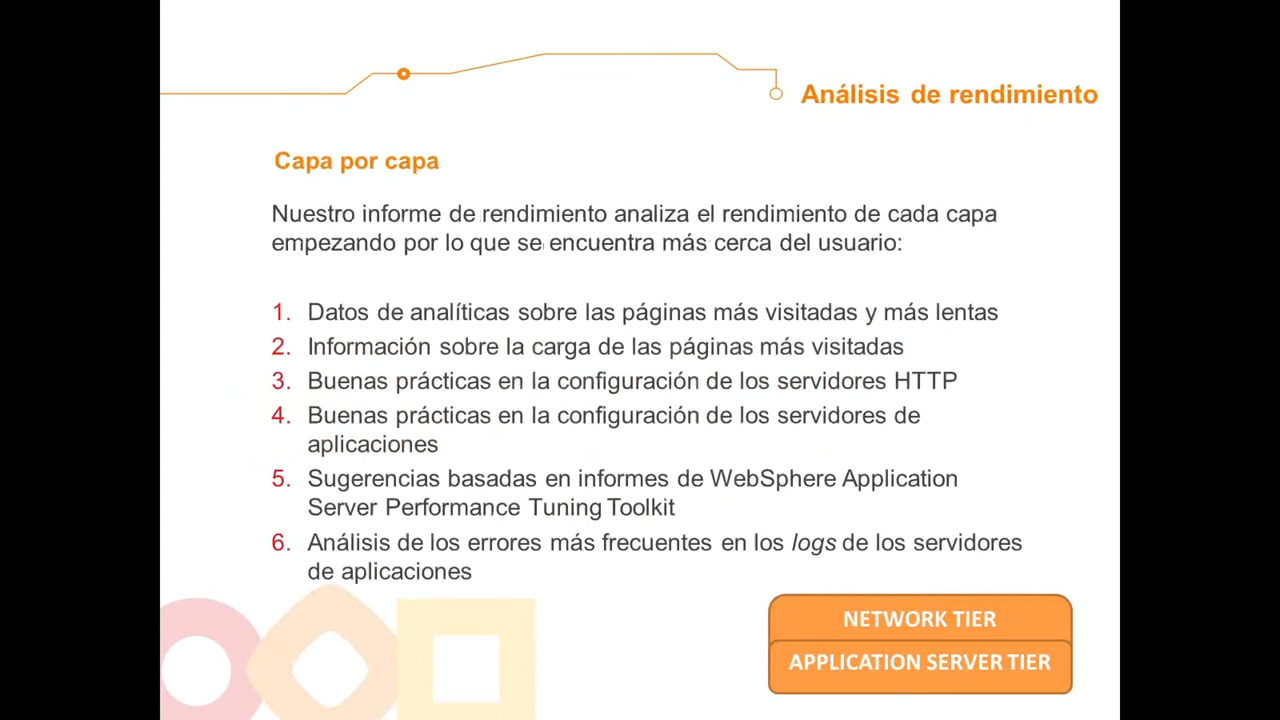 Análisis de rendimiento
Capa por capa
Nuestro informe de rendimiento analiza el rendimiento de cada capa
empezando por lo que se encuentra más cerca del usuario:
1. Datos de analíticas sobre las páginas más visitadas y más lentas
2. Información sobre la carga de las páginas más visitadas
3. Buenas prácticas en la configuración de los servidores HTTP
4. Buenas prácticas en la configuración de los servidores de
aplicaciones
5. Sugerencias basadas en informes de WebSphere Application
Server Performance Tuning Toolkit
6. Análisis de los errores más frecuentes en los logs de los servidores
de aplicaciones
NETWORK TIER
APPLICATION SERVER TIER